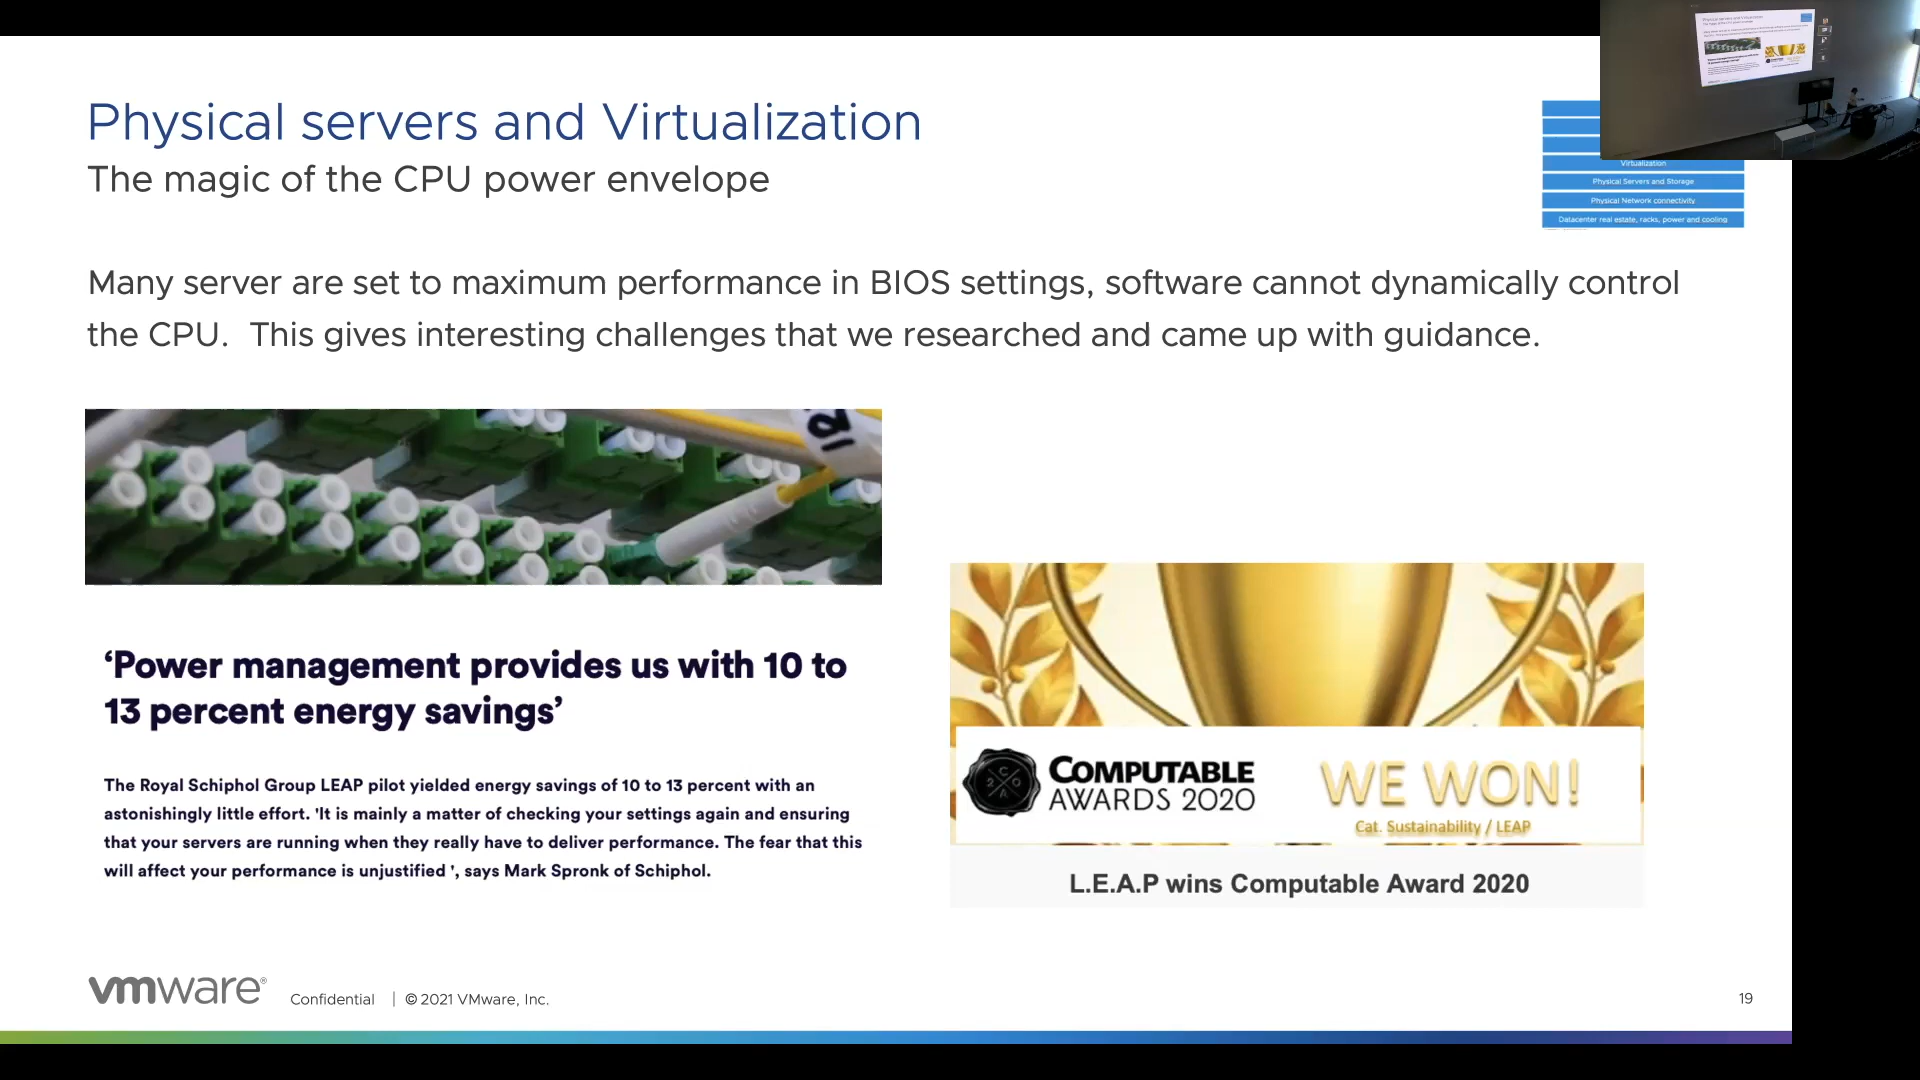 Physical servers and Virtualization
The magic of the CPU power envelope
Virtualization
Physical Servers and Storage
Physical Network connectivity
Datacenter real estate, racks, power and cooling
Many server are set to maximum performance in BIOS settings, software cannot dynamically control
the CPU.  This gives interesting challenges that we researched and came up with guidance.
12
‘Power management provides us with 10 to
13 percent energy savings’
The Royal Schiphol Group LEAP pilot yielded energy savings of 10 to 13 percent with an
astonishingly little effort. 'It is mainly a matter of checking your settings again and ensuring
that your servers are running when they really have to deliver performance. The fear that this
will affect your performance is unjustified ', says Mark Spronk of Schiphol.
COMPUTABLE
AWARDS 2020
WE WON!
Cat. Sustainability / LEAP
L.E.A.P wins Computable Award 2020
vmware®
Confidential | © 2021 VMware, Inc.
19